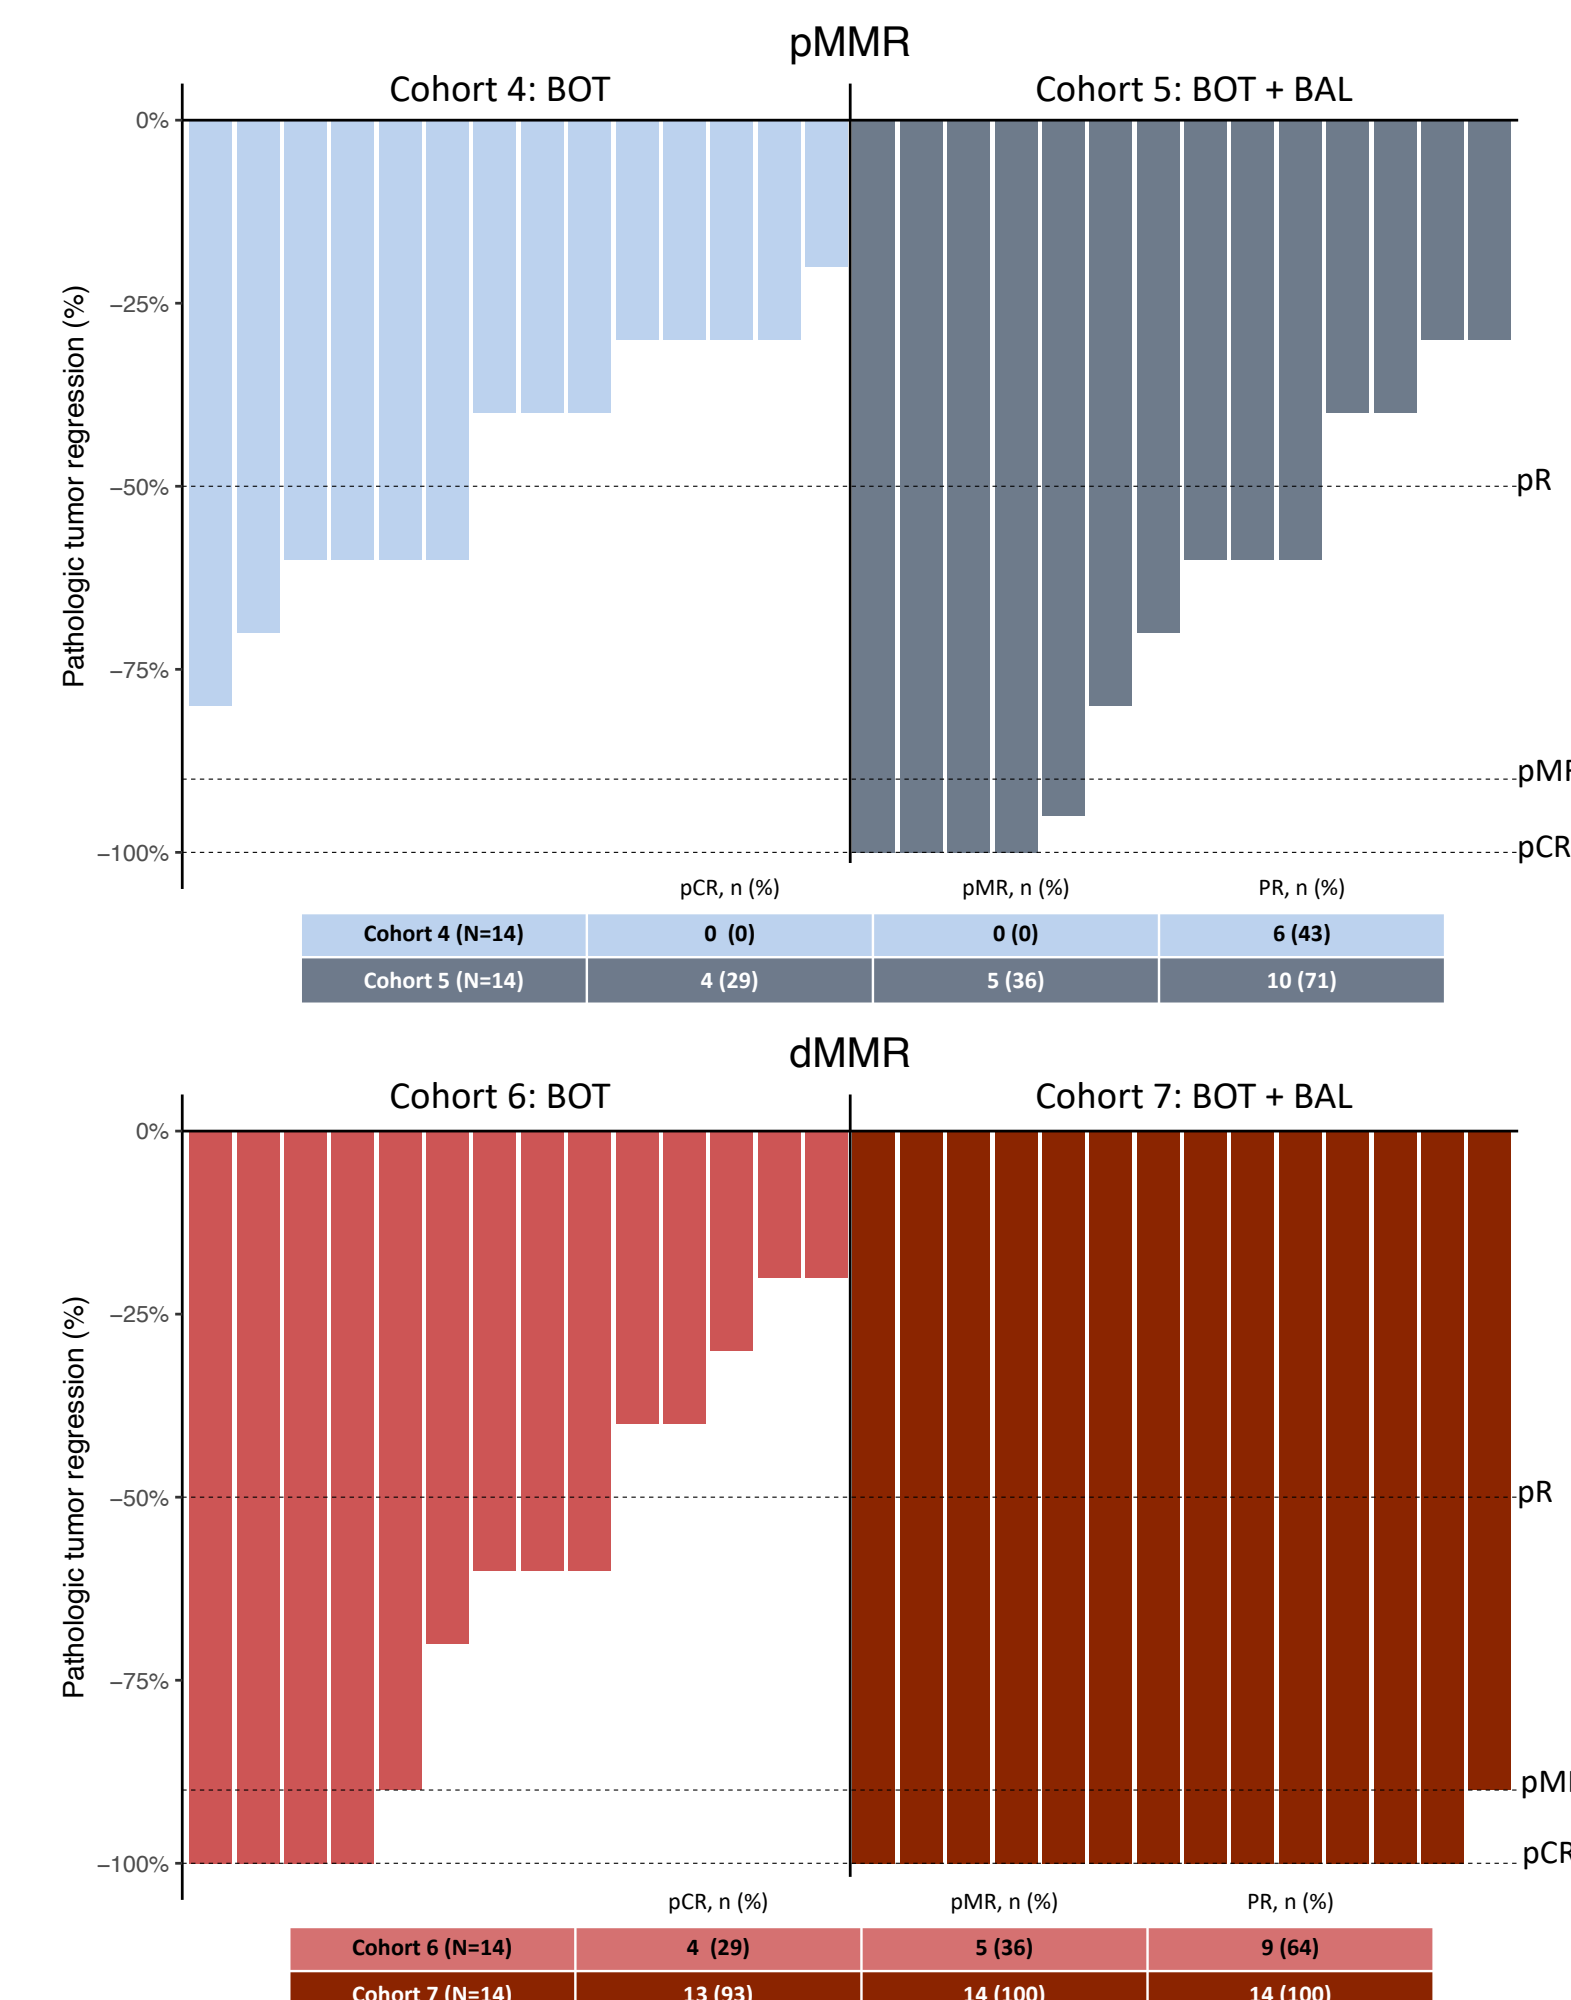 pMMR
Cohort 4: BOT
Cohort 5: BOT + BAL
Pathologic tumor regression (%)
0%
−25%
−50%
−75%
−100%
pR
pMR
pCR
pCR, n (%) pMR, n (%) PR, n (%)
Cohort 4 (N=14) 0 (0) 0 (0) 6 (43)
Cohort 5 (N=14) 4 (29) 5 (36) 10 (71)
dMMR
Cohort 6: BOT
Cohort 7: BOT + BAL
Pathologic tumor regression (%)
0%
−25%
−50%
−75%
−100%
pR
pM
pCR
pCR, n (%) pMR, n (%) PR, n (%)
Cohort 6 (N=14) 4 (29) 5 (36) 9 (64)
Cohort 7 (N=14) 13 (93) 14 (100) 14 (100)